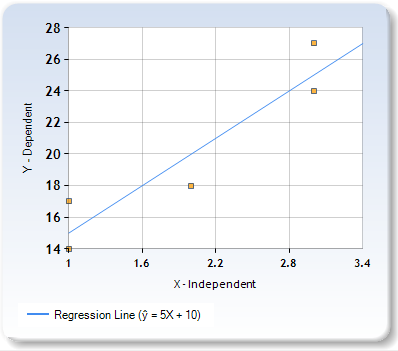 28
26
24
22
20
18
16
14
Y - Dependent
1 1.6 2.2 2.8 3.4
X - Independent
Regression Line (ŷ = 5X + 10)